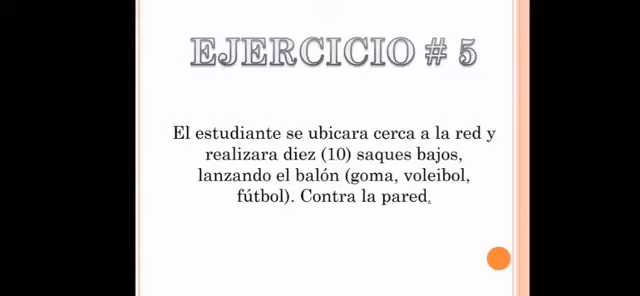 EJERCICIO # 5
El estudiante se ubicara cerca a la red y
realizara diez (10) saques bajos,
lanzando el balón (goma, voleibol,
fútbol). Contra la pared.